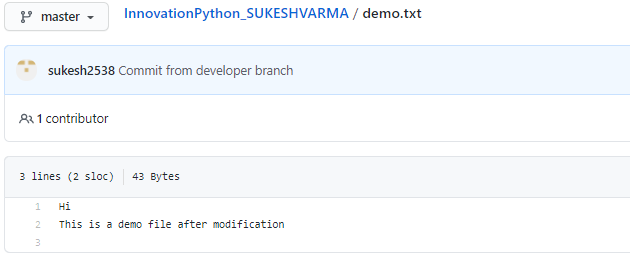 master InnovationPython_SUKESHVARMA / demo.txt
sukesh2538 Commit from developer branch
1 contributor
3 lines (2 sloc) 43 Bytes
1 Hi
2 This is a demo file after modification
3